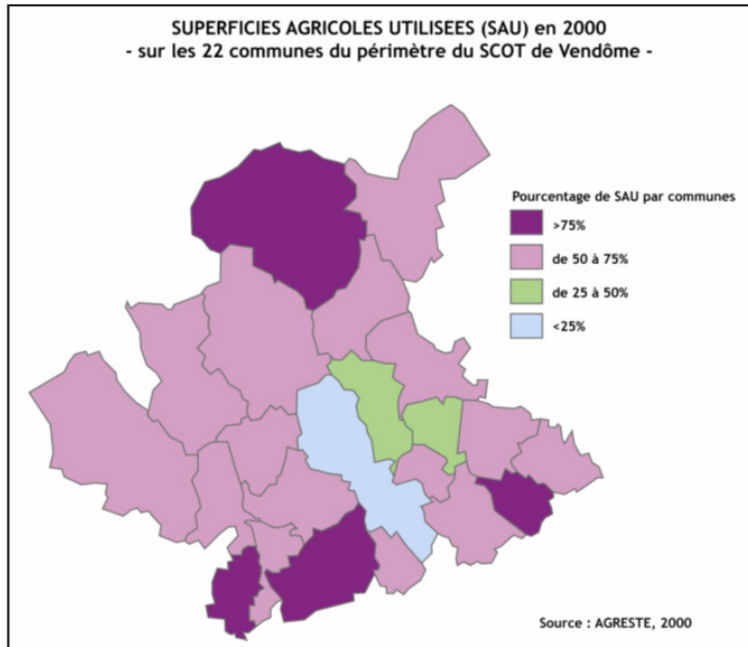 SUPERFICIES AGRICOLES UTILISEES (SAU) en 2000
- sur les 22 communes du périmètre du SCOT de Vendôme -
Pourcentage de SAU par communes
>75%
de 50 à 75%
de 25 à 50%
<25%
Source : AGRESTE, 2000